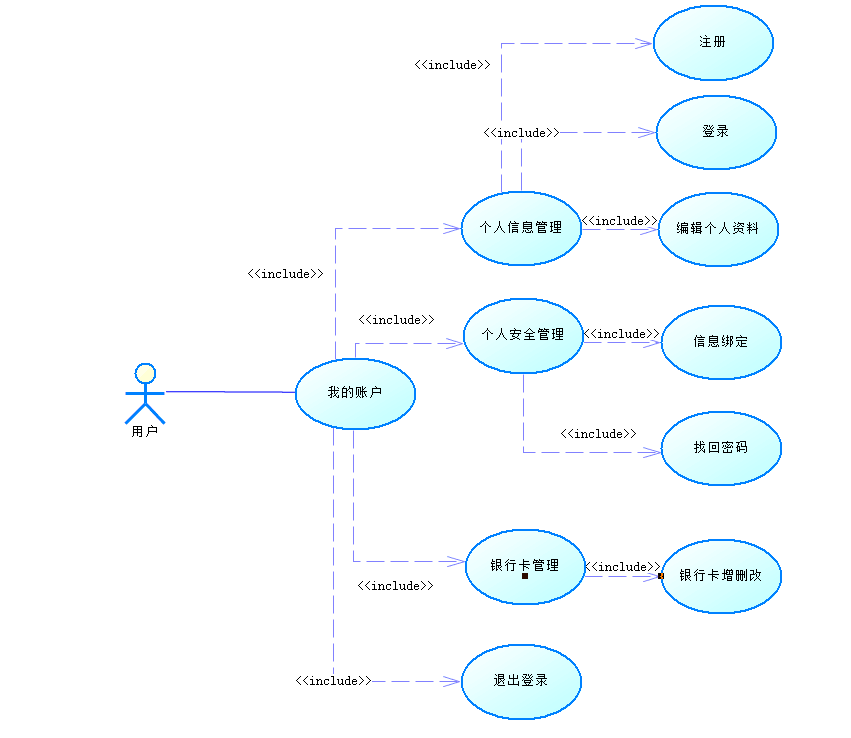 注册
<<include>>
登录
<<include>>
个人信息管理
<<include>>
编辑个人资料
<<include>>
<<include>>
个人安全管理
<<include>>
信息绑定
我的账户
用户
<<include>>
找回密码
银行卡管理
<<include>>
银行卡增删改
<<include>>
<<include>>
退出登录